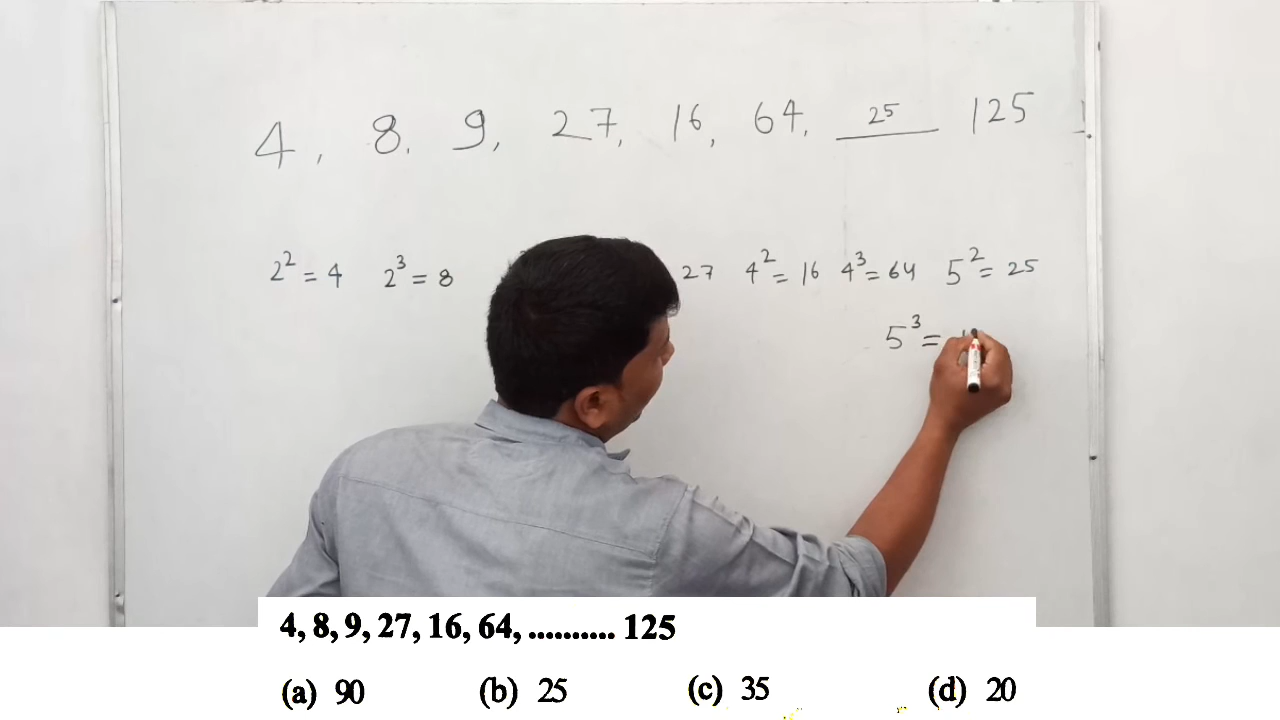 4, 8, 9, 27, 16, 64, 25 125
2² = 4 2³ = 8 27 4² = 16 4³ = 64 5² = 25
5³ =
4, 8, 9, 27, 16, 64, .......... 125
(a) 90 (b) 25 (c) 35 (d) 20